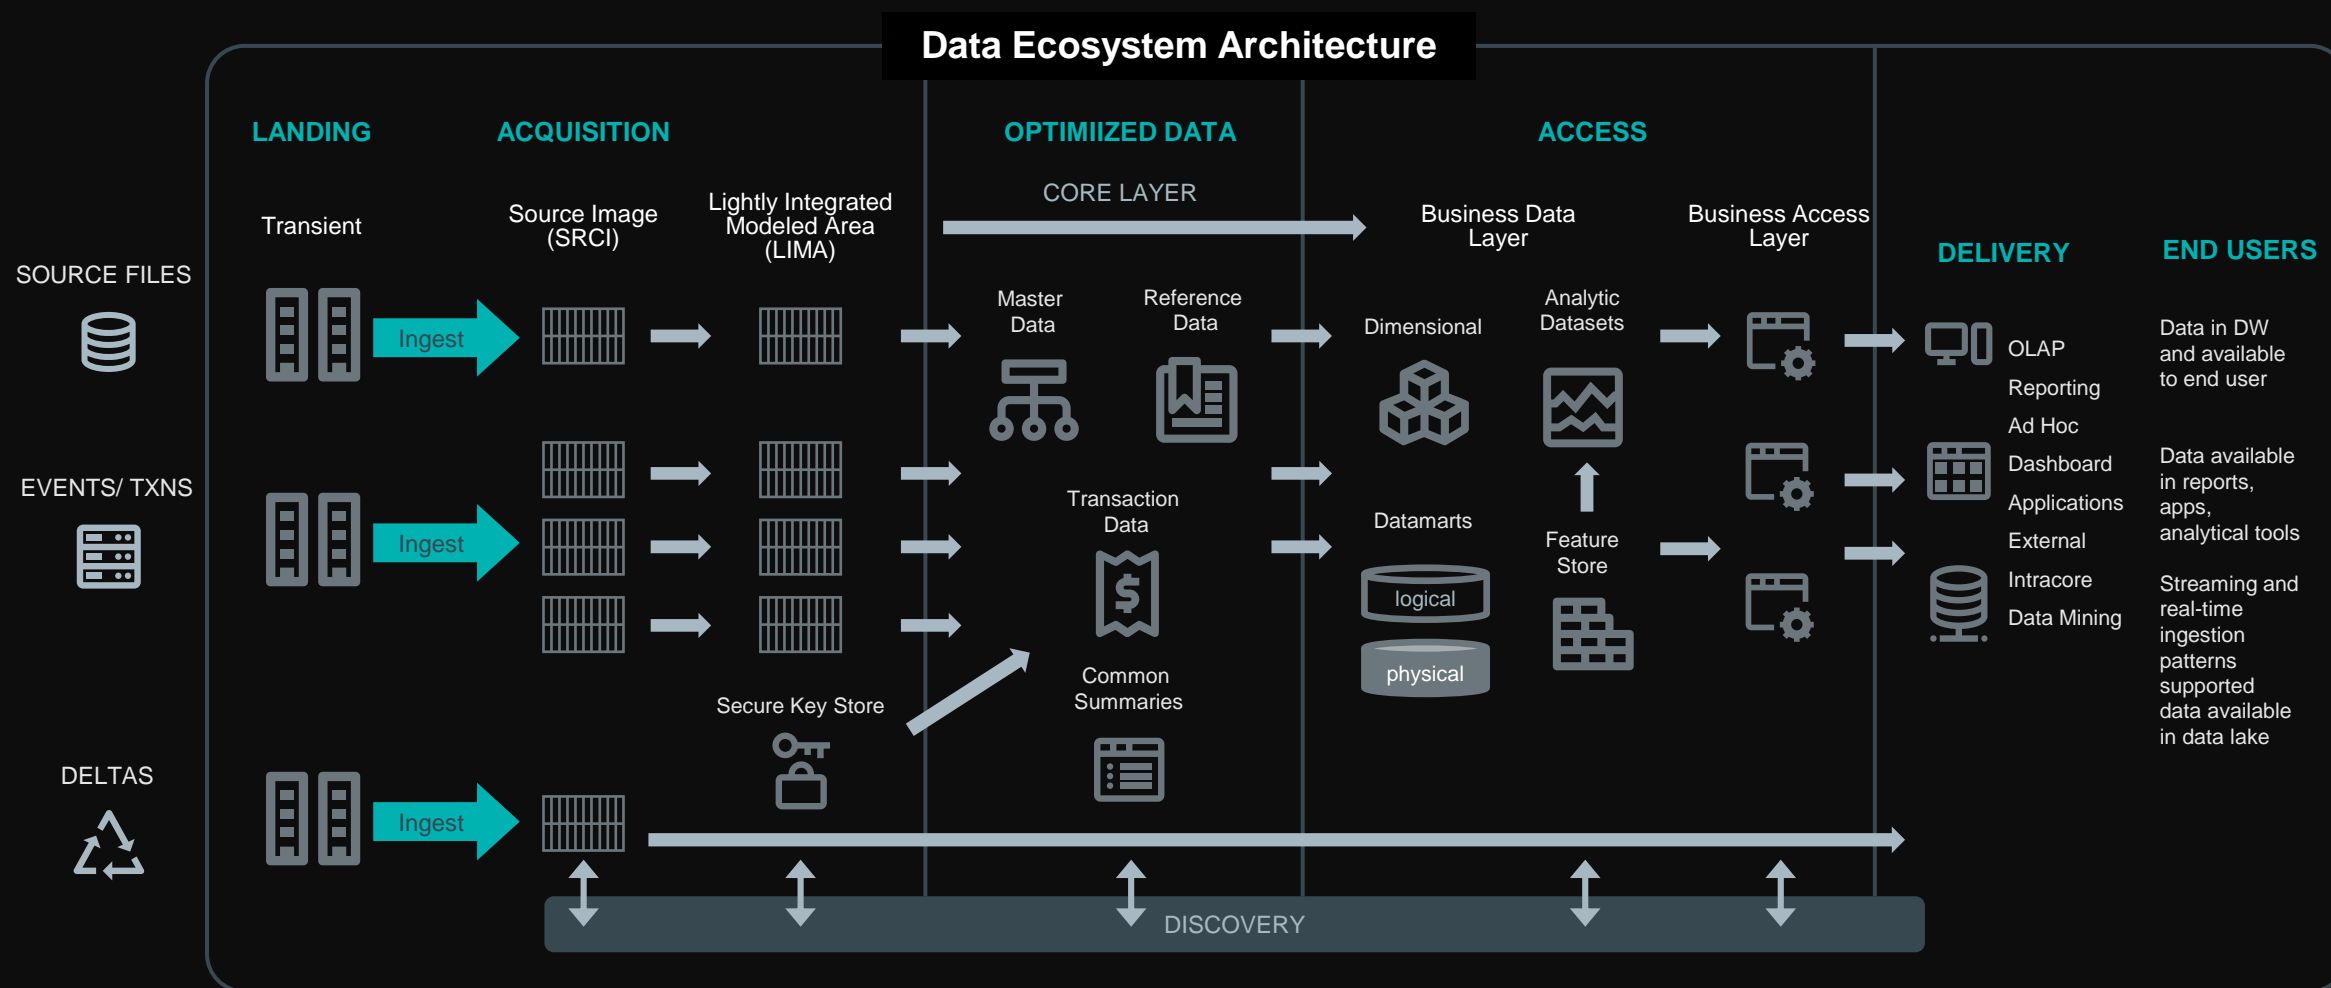 Data Ecosystem Architecture
LANDING
ACQUISITION
OPTIMIIZED DATA
ACCESS
CORE LAYER
Transient
Source Image
(SRCI)
Lightly Integrated
Modeled Area
(LIMA)
Business Data
Layer
Business Access
Layer
DELIVERY
END USERS
SOURCE FILES
Ingest
Master
Data
Reference
Data
Dimensional
Analytic
Datasets
OLAP
Reporting
Ad Hoc
Dashboard
Applications
External
Intracore
Data Mining
Data in DW
and available
to end user
Data available
in reports,
apps,
analytical tools
Streaming and
real-time
ingestion
patterns
supported
data available
in data lake
EVENTS/ TXNS
Ingest
Transaction
Data
Datamarts
logical
physical
Feature
Store
Secure Key Store
Common
Summaries
DELTAS
Ingest
DISCOVERY